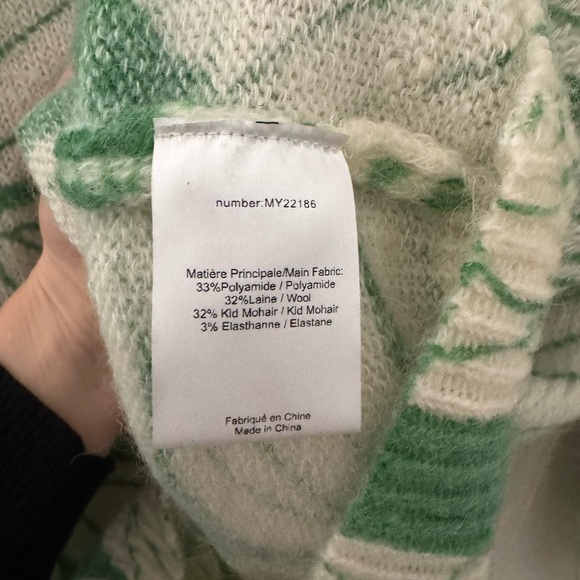 number:MY22186
Matière Principale/Main Fabric:
33%Polyamide / Polyamide
32%Laine / Wool
32% Kid Mohair / Kid Mohair
3% Elasthanne / Elastane
Fabriqué en Chine
Made in China